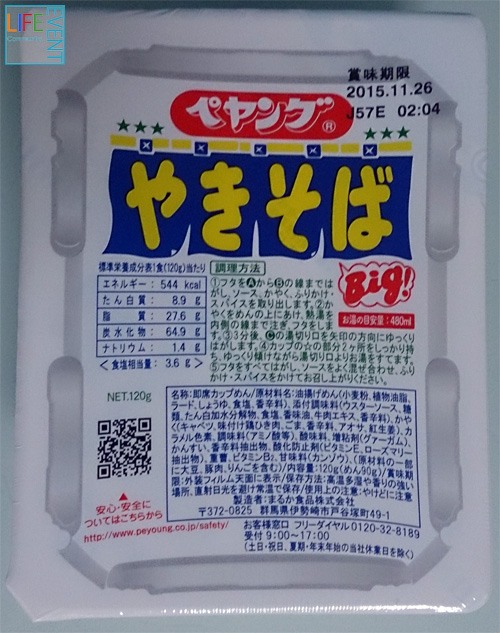 LIFE
EVENT
賞味期限
2015.11.26
J57E 02:04
ペヤング®
やきそば
標準栄養成分表1食(120g)当たり
エネルギー: 544 kcal
たん白質: 8.9 g
脂質: 27.6 g
炭水化物: 64.9 g
ナトリウム: 1.4 g
〈食塩相当量: 3.6 g〉
調理方法
①フタをⒶからⒷの線まではがし、ソース、かやく、ふりかけ・
スパイスを取り出します。②か
やくをめんの上にあけ、熱湯を
内側の線まで注ぎ、フタをしま
す。③3分後、Ⓒの湯切り口を矢印の方向にゆっくり
はがします。④カップの☆の部分2ヶ所をしっかり持
ち、ゆっくり傾けながら湯切り口よりお湯をすてます。
⑤フタをすべてはがし、ソースをよく混ぜ合わせ、ふり
かけ・スパイスをかけてお召し上がりください。
Big!
お湯の目安量:480ml
NET.120g
名称:即席カップめん/原材料名:油揚げめん(小麦粉、植物油脂、
ラード、しょうゆ、食塩、香辛料)、添付調味料(ウスターソース、糖
類、たん白加水分解物、食塩、香味油、牛肉エキス、香辛料)、かや
く(キャベツ、味付け鶏ひき肉、ごま、香辛料、アオサ、紅生姜)、カ
ラメル色素、調味料(アミノ酸等)、酸味料、増粘剤(グァーガム)、
かんすい、香辛料抽出物、酸化防止剤(ビタミンE、ローズマリー
抽出物)、重曹、ビタミンB2、甘味料(カンゾウ)、(原材料の一部
に大豆、豚肉、りんごを含む)/内容量:120g(めん90g)/賞味期
限:外装フィルム天面に表示/保存方法:高温多湿や香りの強い
場所、直射日光を避け常温で保存/使用上の注意:やけどに注意
製造者:まるか食品株式会社
〒372-0825 群馬県伊勢崎市戸谷塚町49-1
安心・安全に
ついてはこちらから
http://www.peyoung.co.jp/safety/
お客様窓口 フリーダイヤル 0120-32-8189
受付 9:00~17:00
(土・日・祝日、夏期・年末年始の当社休業日を除く)